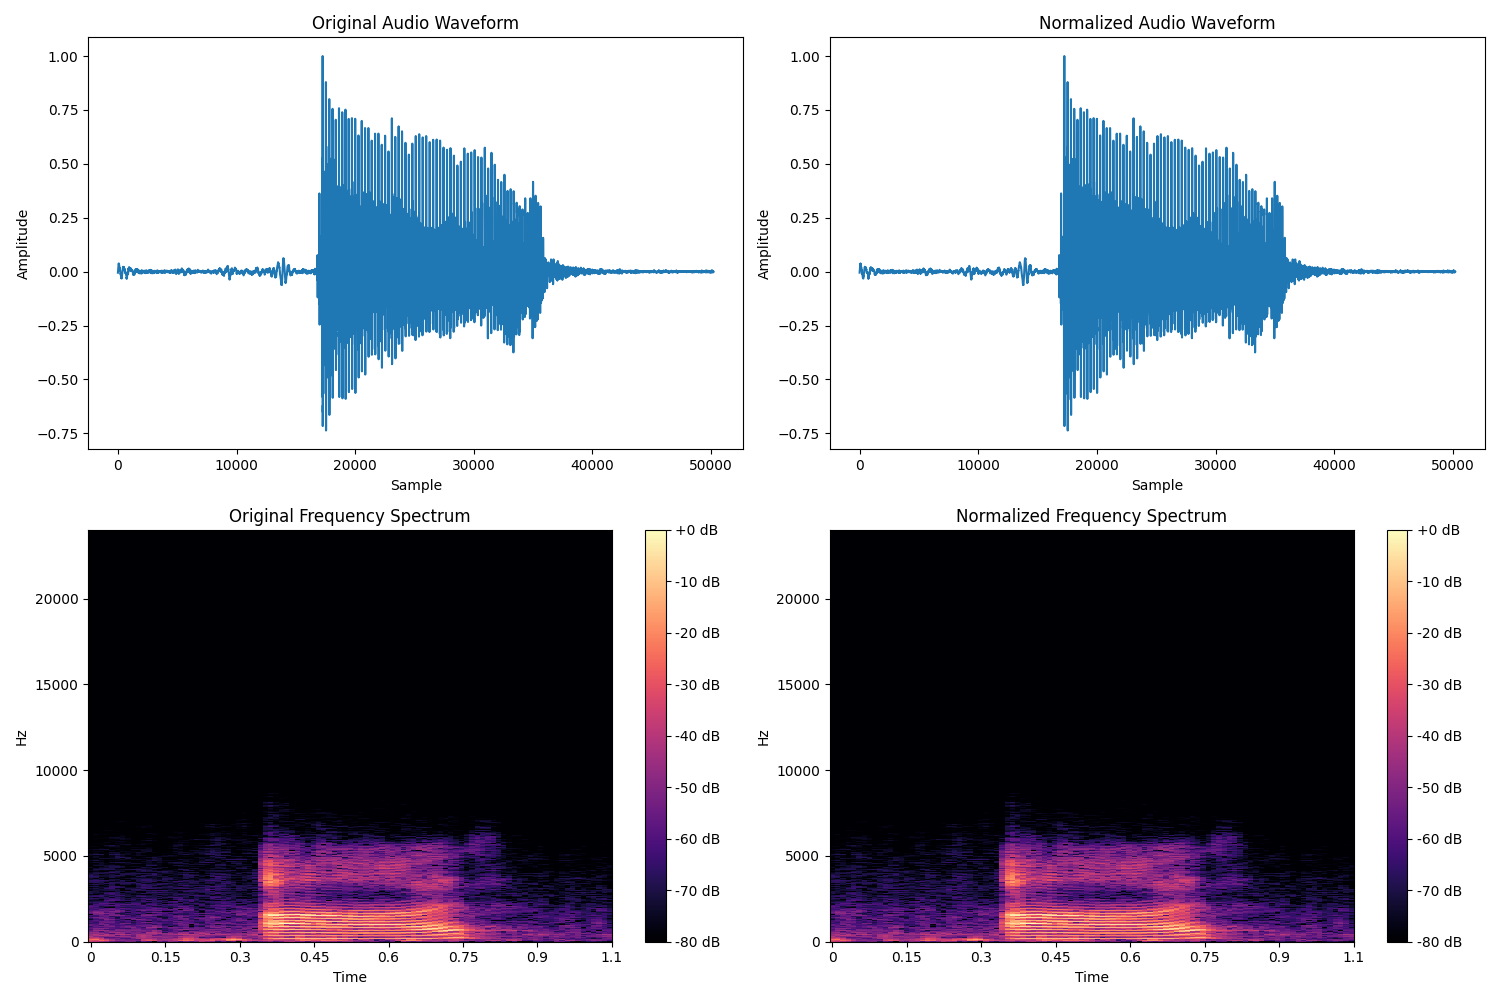 Original Audio Waveform
1.00
0.75
0.50
0.25
0.00
−0.25
−0.50
−0.75
Amplitude
0 10000 20000 30000 40000 50000
Sample
Normalized Audio Waveform
1.00
0.75
0.50
0.25
0.00
−0.25
−0.50
−0.75
Amplitude
0 10000 20000 30000 40000 50000
Sample
Original Frequency Spectrum
20000
15000
10000
5000
0
Hz
0 0.15 0.3 0.45 0.6 0.75 0.9 1.1
Time
+0 dB
-10 dB
-20 dB
-30 dB
-40 dB
-50 dB
-60 dB
-70 dB
-80 dB
Normalized Frequency Spectrum
20000
15000
10000
5000
0
Hz
0 0.15 0.3 0.45 0.6 0.75 0.9 1.1
Time
+0 dB
-10 dB
-20 dB
-30 dB
-40 dB
-50 dB
-60 dB
-70 dB
-80 dB